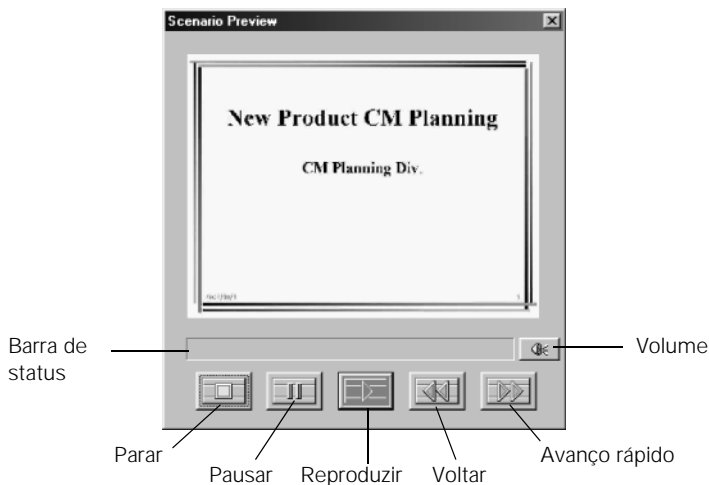 Scenario Preview
New Product CM Planning
CM Planning Div.
1
Barra de
status
Volume
Parar
Pausar
Reproduzir
Voltar
Avanço rápido